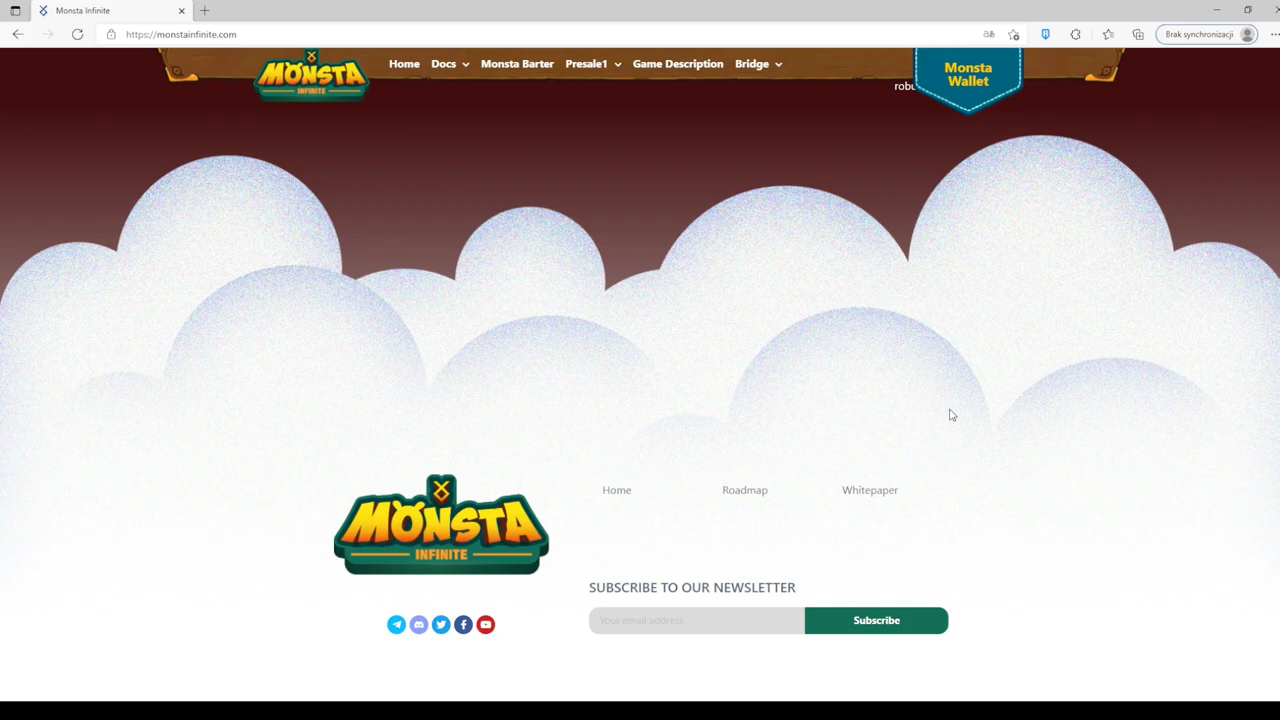 Monsta Infinite
https://monstainfinite.com
Brak synchronizacji
MONSTA
INFINITE
Home Docs Monsta Barter Presale1 Game Description Bridge
Monsta
Wallet
MONSTA
INFINITE
Home Roadmap Whitepaper
SUBSCRIBE TO OUR NEWSLETTER
Your email address Subscribe